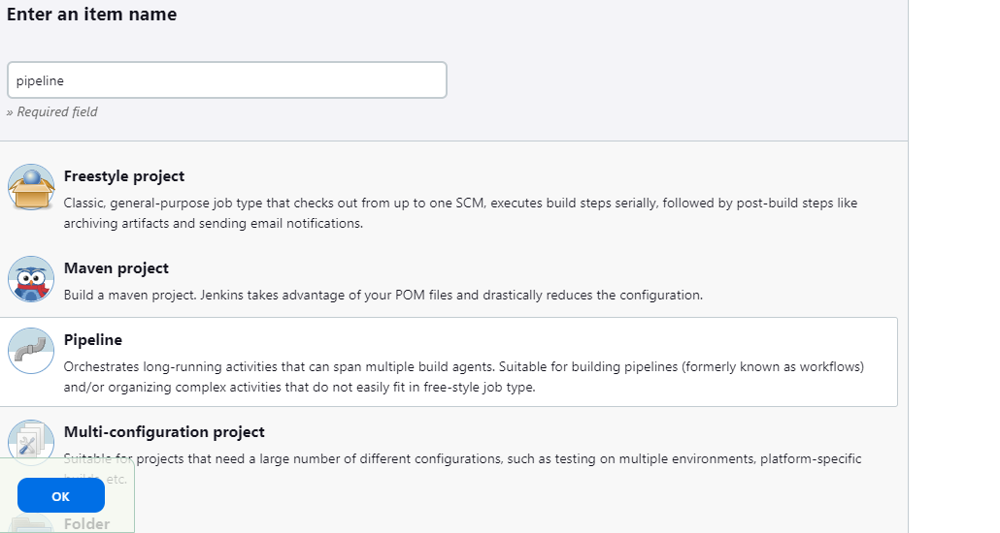 Enter an item name
pipeline
» Required field
Freestyle project
Classic, general-purpose job type that checks out from up to one SCM, executes build steps serially, followed by post-build steps like
archiving artifacts and sending email notifications.
Maven project
Build a maven project. Jenkins takes advantage of your POM files and drastically reduces the configuration.
Pipeline
Orchestrates long-running activities that can span multiple build agents. Suitable for building pipelines (formerly known as workflows)
and/or organizing complex activities that do not easily fit in free-style job type.
Multi-configuration project
Suitable for projects that need a large number of different configurations, such as testing on multiple environments, platform-specific
builds, etc.
OK
Folder